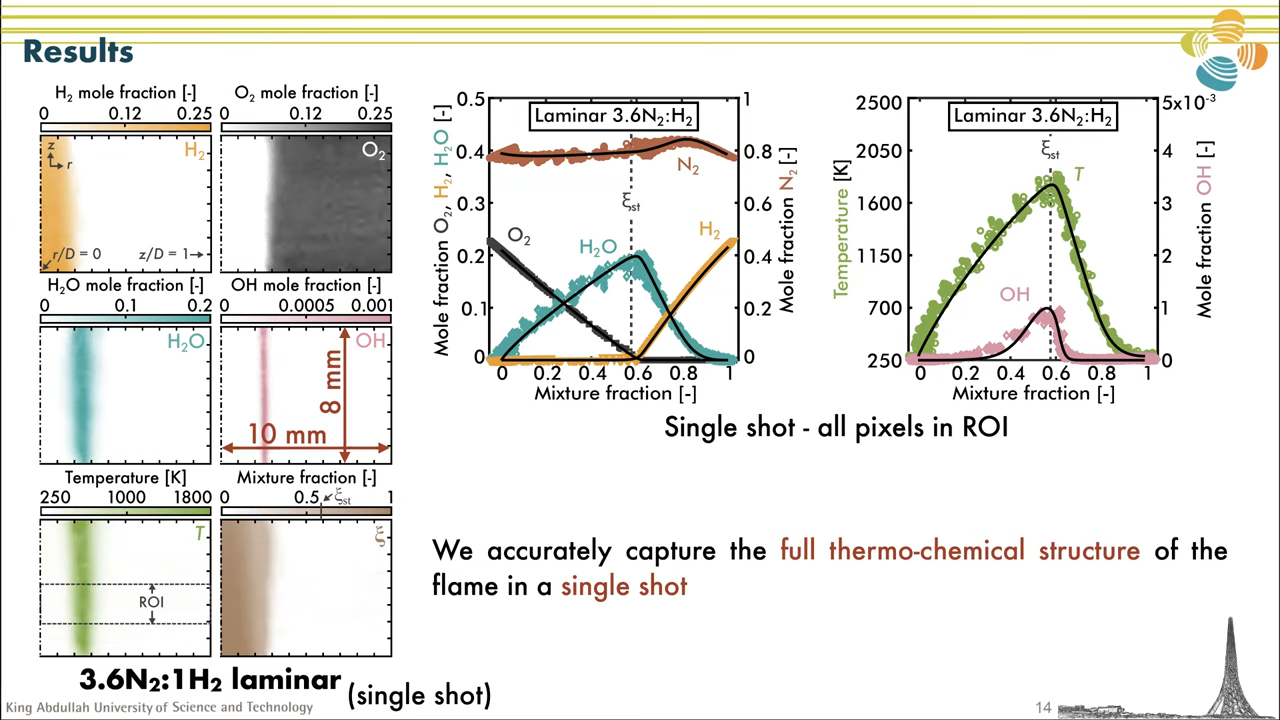 Results
H₂ mole fraction [-]
0 0.12 0.25
z
r
H₂
r/D = 0
z/D = 1
O₂ mole fraction [-]
0 0.12 0.25
O₂
H₂O mole fraction [-]
0 0.1 0.2
H₂O
OH mole fraction [-]
0 0.0005 0.001
OH
8 mm
10 mm
Temperature [K]
250 1000 1800
T
ROI
Mixture fraction [-]
0 0.5 ξst 1
ξ
3.6N₂:1H₂ laminar (single shot)
Mole fraction O₂, H₂, H₂O [-]
0.5
0.4
0.3
0.2
0.1
0
Laminar 3.6N₂:H₂
N₂
ξst
O₂
H₂O
H₂
1
0.8
0.6
0.4
0.2
0
Mole fraction N₂ [-]
0 0.2 0.4 0.6 0.8 1
Mixture fraction [-]
Temperature [K]
2500
2050
1600
1150
700
250
Laminar 3.6N₂:H₂
ξst
T
OH
5x10⁻³
4
3
2
1
0
Mole fraction OH [-]
0 0.2 0.4 0.6 0.8 1
Mixture fraction [-]
Single shot - all pixels in ROI
We accurately capture the full thermo-chemical structure of the
flame in a single shot
King Abdullah University of Science and Technology
14